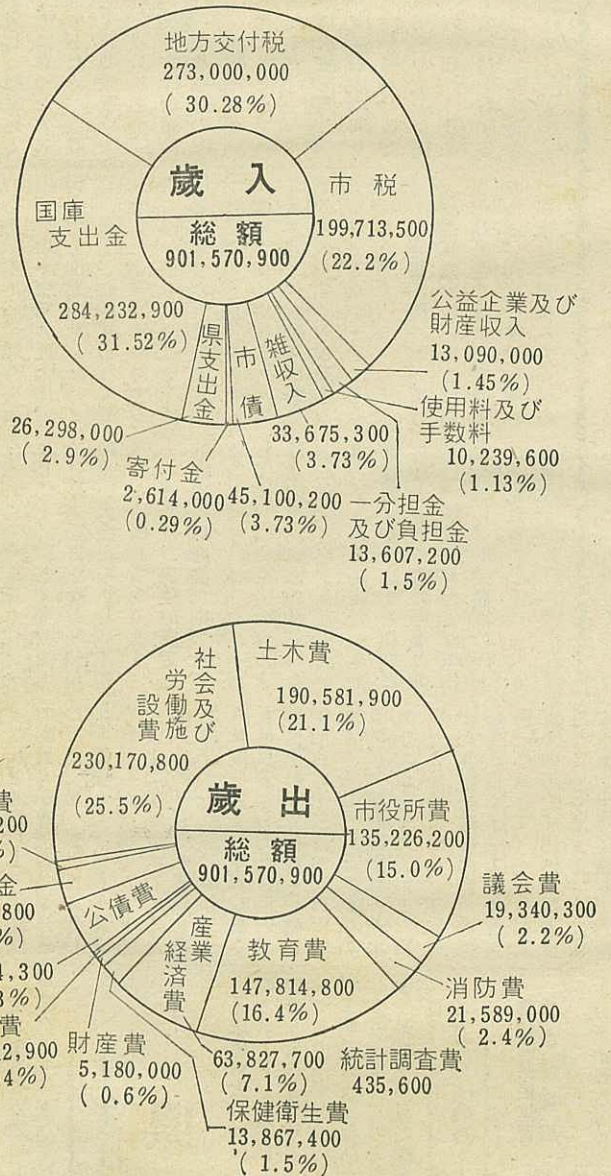 地方交付税
273,000,000
( 30.28%)
歳入
総額
901,570,900
市税
199,713,500
(22.2%)
国庫
支出金
284,232,900
( 31.52%)
公益企業及び
財産収入
13,090,000
(1.45%)
使用料及び
手数料
10,239,600
(1.13%)
県支出金
26,298,000
( 2.9%)
寄付金
2,614,000
(0.29%)
市債
45,100,200
(3.73%)
雑収入
33,675,300
(3.73%)
一分担金
及び負担金
13,607,200
( 1.5%)
土木費
190,581,900
(21.1%)
社会及び
労働施
設費
230,170,800
(25.5%)
歳出
総額
901,570,900
市役所費
135,226,200
(15.0%)
議会費
19,340,300
( 2.2%)
消防費
21,589,000
( 2.4%)
統計調査費
435,600
教育費
147,814,800
(16.4%)
産業
経済費
63,827,700
( 7.1%)
保健衛生費
13,867,400
( 1.5%)
財産費
5,180,000
( 0.6%)
公債費
費
200
%)
金
800
%)
,300
%)
費
2,900
4%)